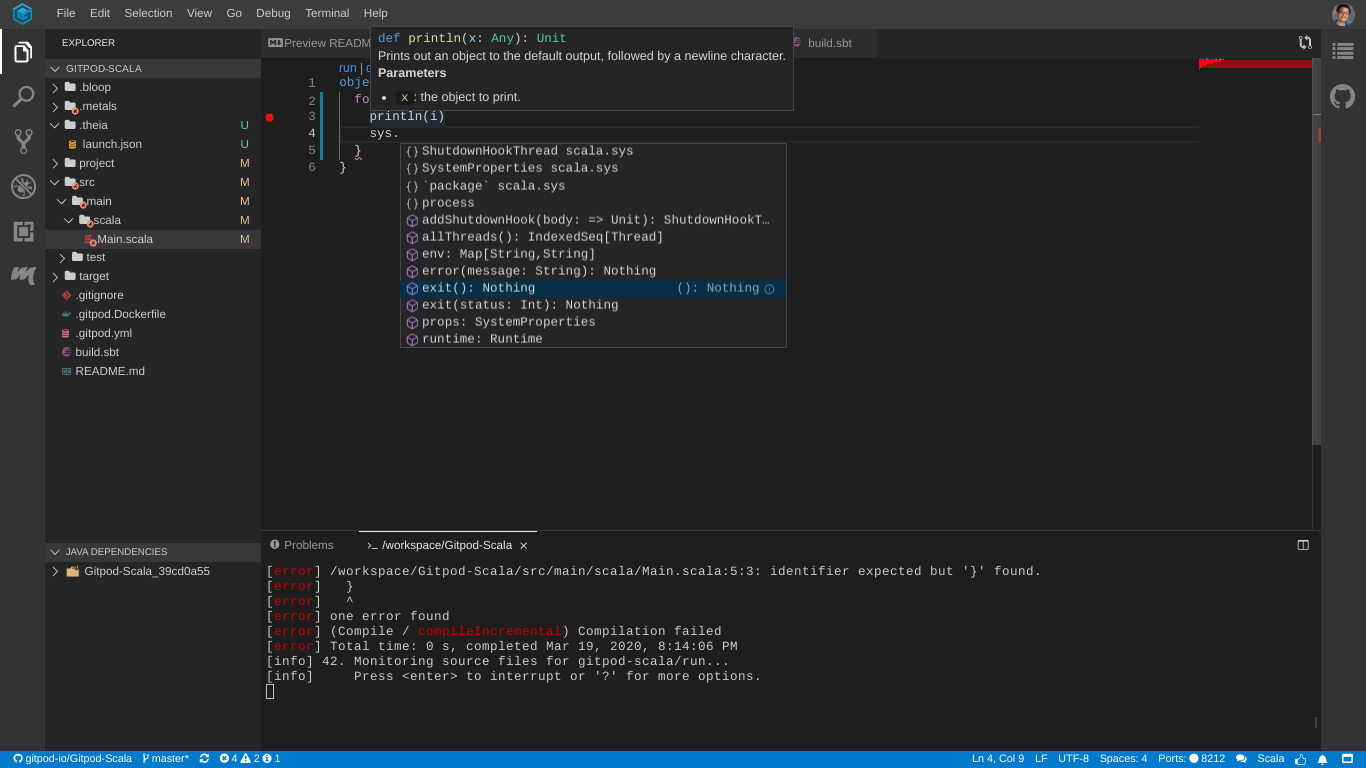 File Edit Selection View Go Debug Terminal Help
EXPLORER
GITPOD-SCALA
.bloop
.metals
.theia U
launch.json U
project M
src M
main M
scala M
Main.scala M
test
target
.gitignore
.gitpod.Dockerfile
.gitpod.yml
build.sbt
README.md
JAVA DEPENDENCIES
Gitpod-Scala_39cd0a55
Preview READM
build.sbt
def println(x: Any): Unit
Prints out an object to the default output, followed by a newline character.
Parameters
• x : the object to print.
run|d
1 obje
2 fo
3 println(i)
4 sys.
5 }
6 }
{} ShutdownHookThread scala.sys
{} SystemProperties scala.sys
{} `package` scala.sys
{} process
addShutdownHook(body: => Unit): ShutdownHookT…
allThreads(): IndexedSeq[Thread]
env: Map[String,String]
error(message: String): Nothing
exit(): Nothing (): Nothing
exit(status: Int): Nothing
props: SystemProperties
runtime: Runtime
Problems
>_ /workspace/Gitpod-Scala ×
[error] /workspace/Gitpod-Scala/src/main/scala/Main.scala:5:3: identifier expected but '}' found.
[error] }
[error] ^
[error] one error found
[error] (Compile / compileIncremental) Compilation failed
[error] Total time: 0 s, completed Mar 19, 2020, 8:14:06 PM
[info] 42. Monitoring source files for gitpod-scala/run...
[info] Press <enter> to interrupt or '?' for more options.
gitpod-io/Gitpod-Scala master* 4 2 1 Ln 4, Col 9 LF UTF-8 Spaces: 4 Ports: 8212 Scala